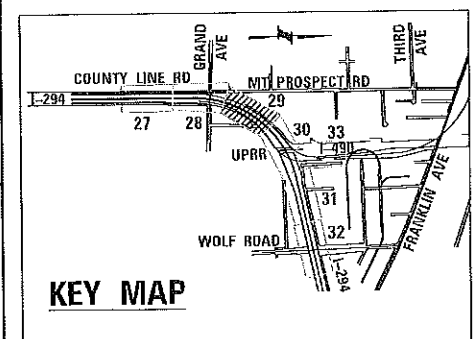 GRAND AVE
N
THIRD AVE
COUNTY LINE RD
MT PROSPECT RD
I-294
29
27
28
30
33
UPRR
490
31
FRANKLIN AVE
32
WOLF ROAD
I-294
KEY MAP